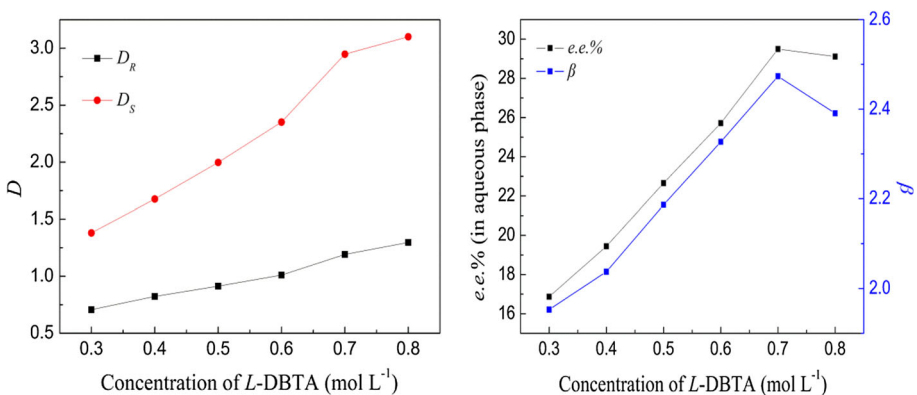 D_R
D_S
D
3.0
2.5
2.0
1.5
1.0
0.5
0.3 0.4 0.5 0.6 0.7 0.8
Concentration of L-DBTA (mol L⁻¹)
e.e.%
β
e.e.% (in aqueous phase)
30
28
26
24
22
20
18
16
2.6
2.4
2.2
2.0
β
0.3 0.4 0.5 0.6 0.7 0.8
Concentration of L-DBTA (mol L⁻¹)